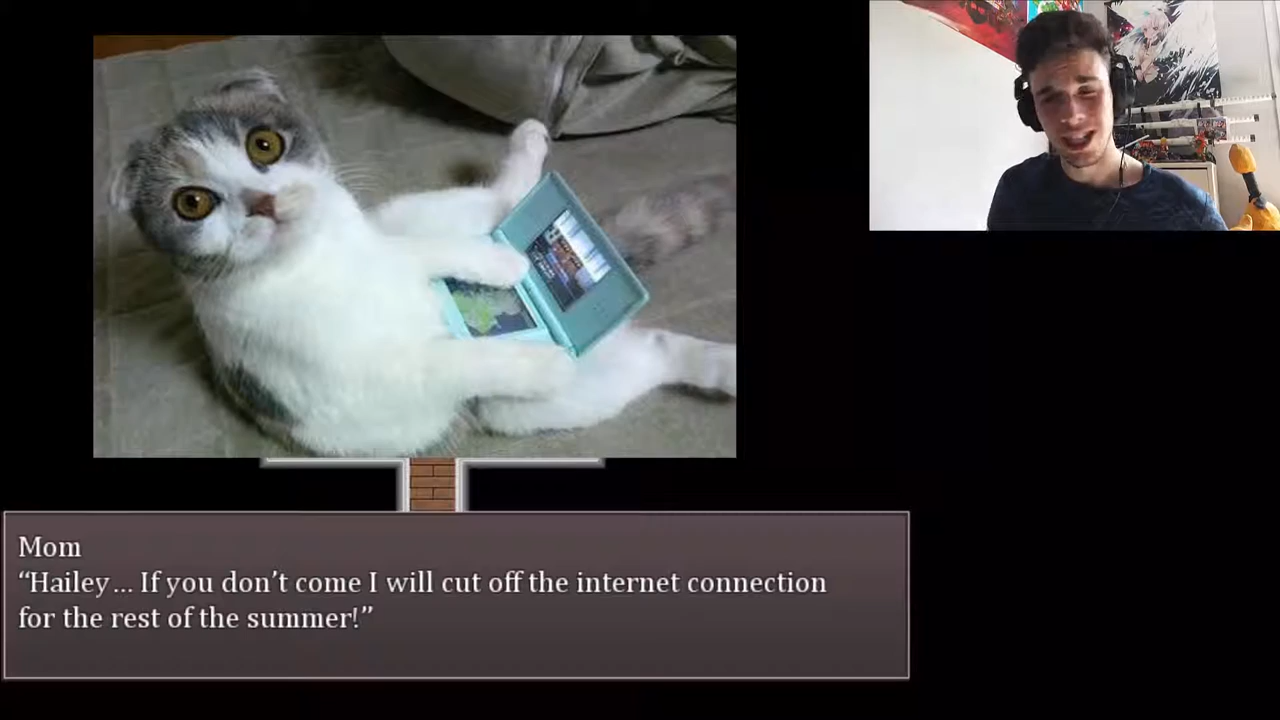 Mom
“Hailey... If you don’t come I will cut off the internet connection
for the rest of the summer!”